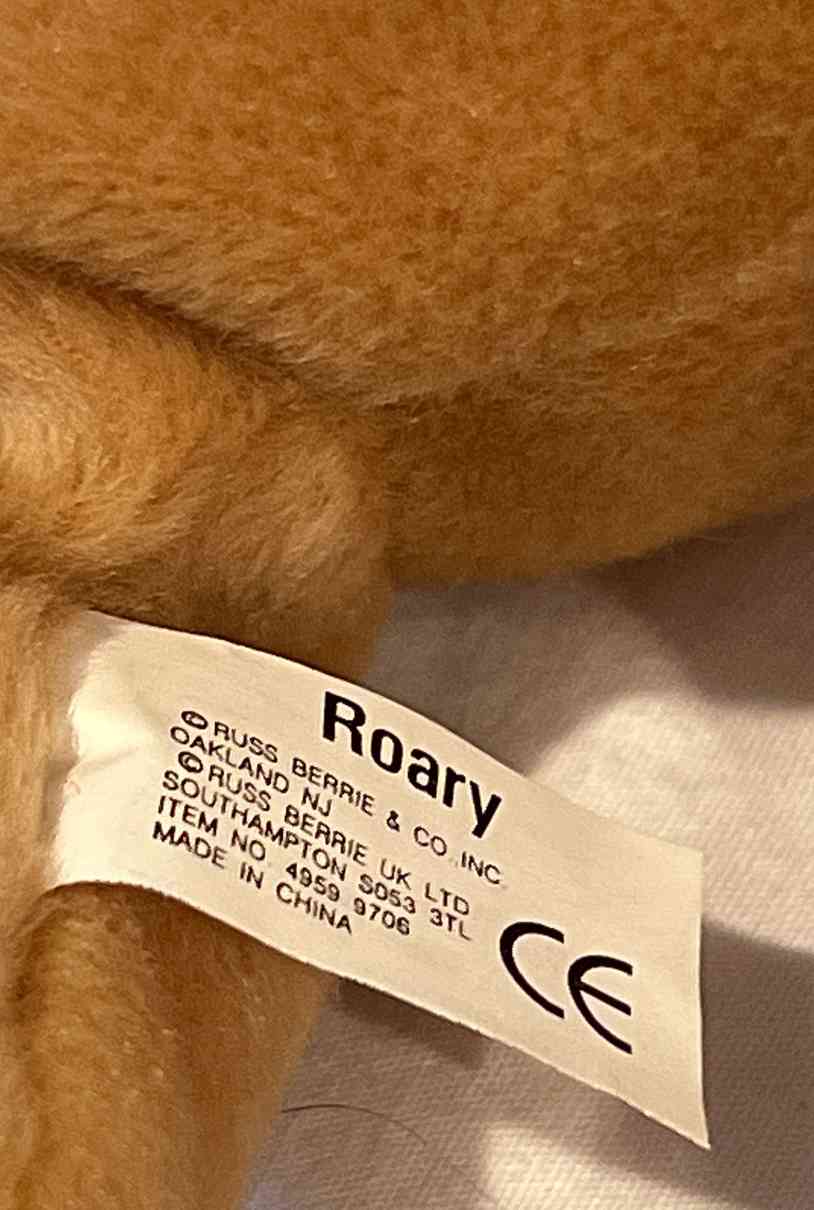 Roary
©RUSS BERRIE & CO.,INC.
OAKLAND NJ
©RUSS BERRIE UK LTD
SOUTHAMPTON SO53 3TL
ITEM NO. 4959 9706
MADE IN CHINA
CE